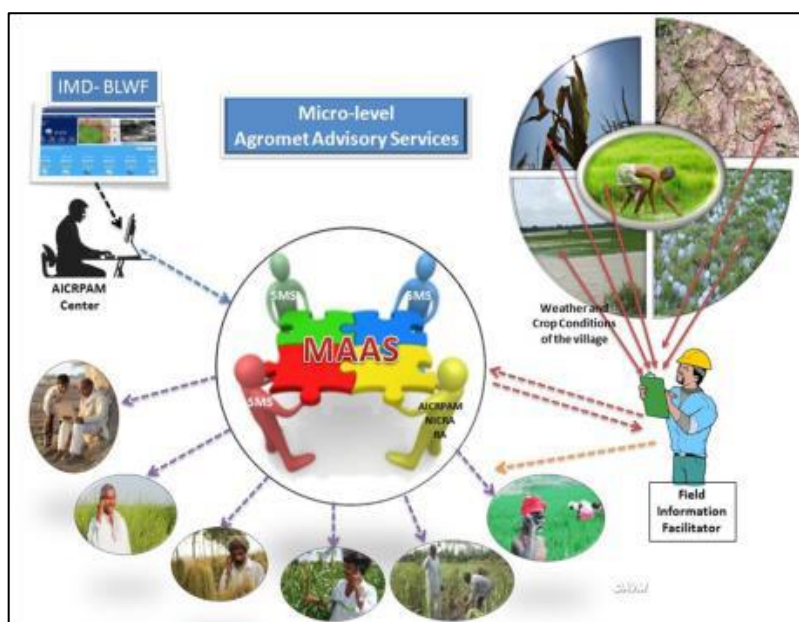 IMD- BLWF
Micro-level
Agromet Advisory Services
AICRPAM
Center
SMS
SMS
MAAS
SMS
AICRPAM
NICRA
RA
Weather and
Crop Conditions
of the village
Field
Information
Facilitator